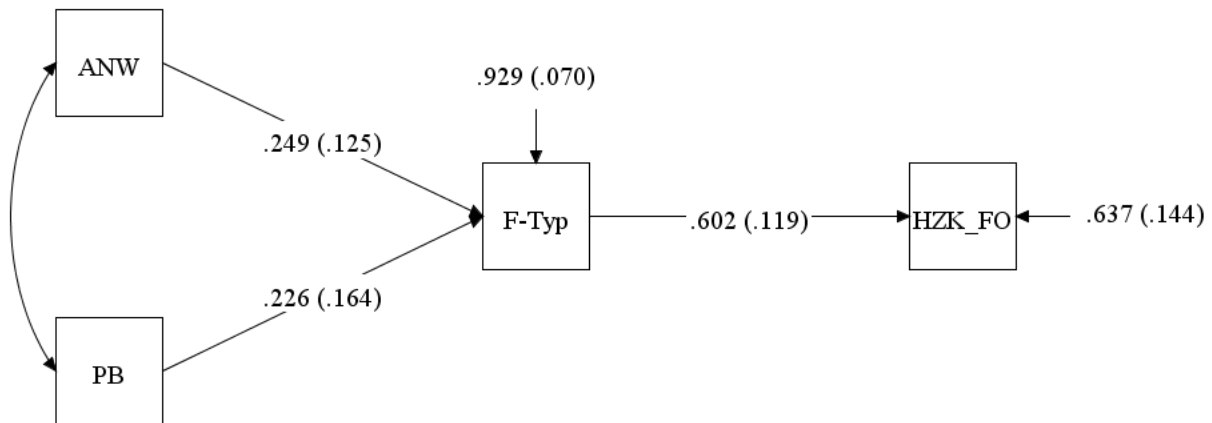 ANW
.929 (.070)
.249 (.125)
F-Typ
.602 (.119)
HZK_FO
.637 (.144)
.226 (.164)
PB